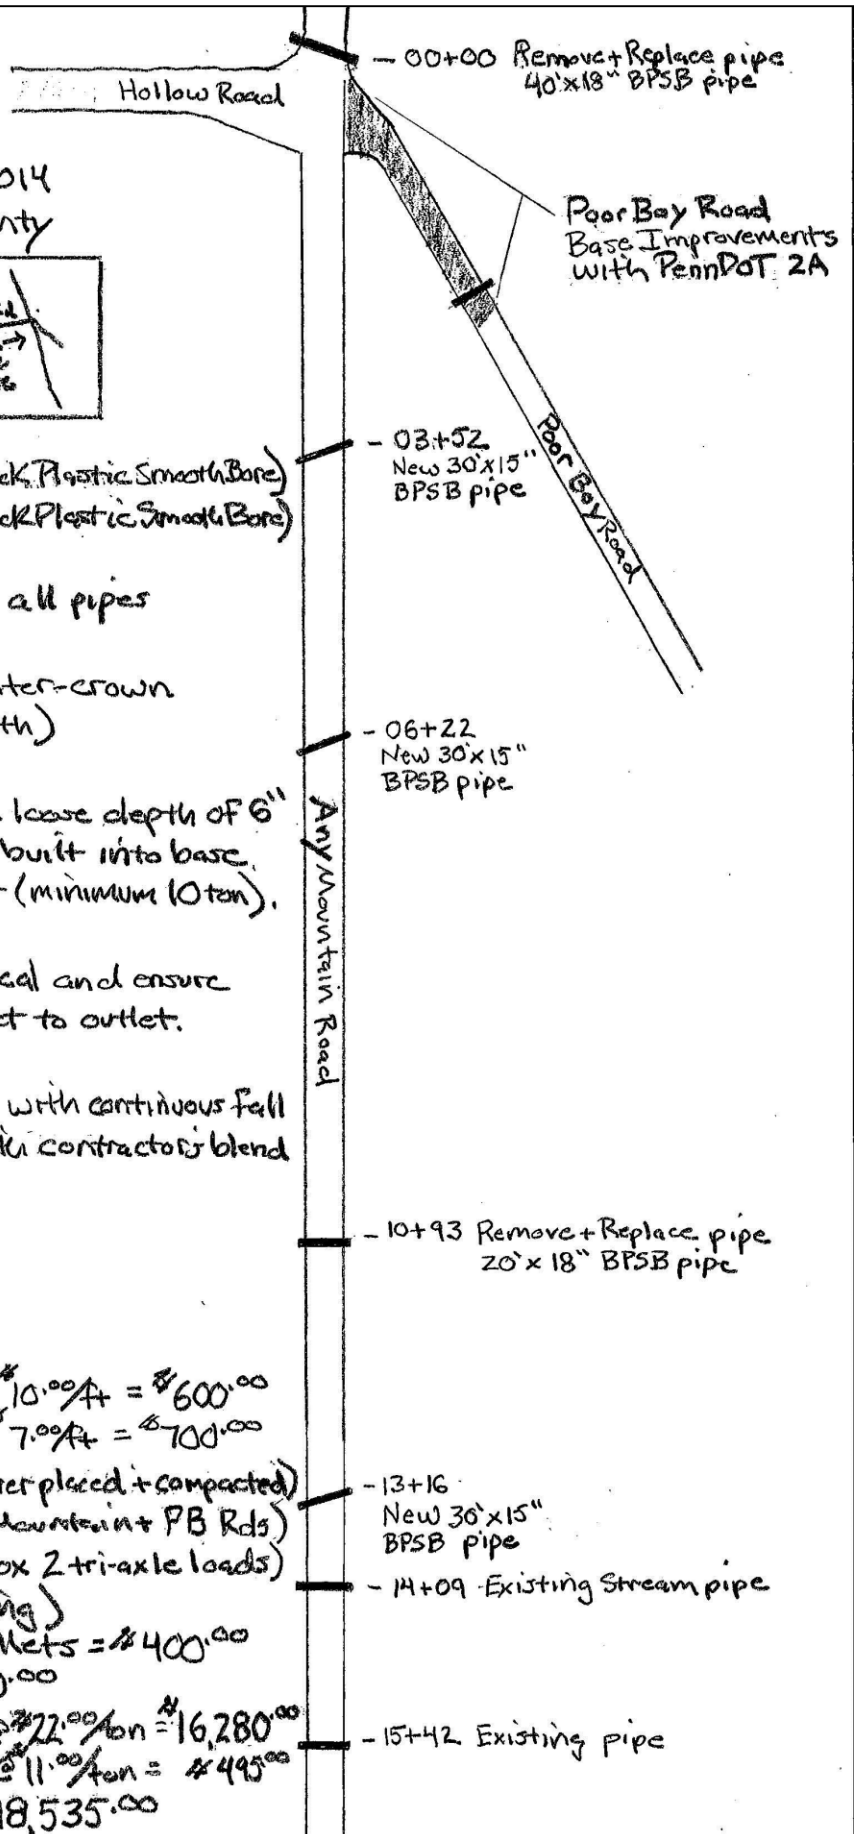 - 00+00 Remove + Replace pipe
40'x18" BPSB pipe
Hollow Road
014
nty
Poor Boy Road
Base Improvements
with PennDOT 2A
- 03+52
New 30'x15"
BPSB pipe
Poor Boy Road
ck Plastic Smooth Bore)
ck Plastic Smooth Bore)
all pipes
ter-crown
th)
- 06+22
New 30'x15"
BPSB pipe
loose depth of 6"
built into base.
(minimum 10 ton).
Any Mountain Road
cal and ensure
t to outlet.
with continuous fall
contractor's blend
- 10+93 Remove + Replace pipe
20'x 18" BPSB pipe
$10.00/ft = $600.00
7.00/ft = $700.00
er placed + compacted)
Mountain + PB Rds)
ox 2 tri-axle loads)
ng)
lets = $400.00
0.00
$22.00/ton = $16,280.00
@ 11.00/ton = $495.00
18,535.00
- 13+16
New 30'x15"
BPSB pipe
- 14+09 Existing Stream pipe
- 15+42 Existing pipe